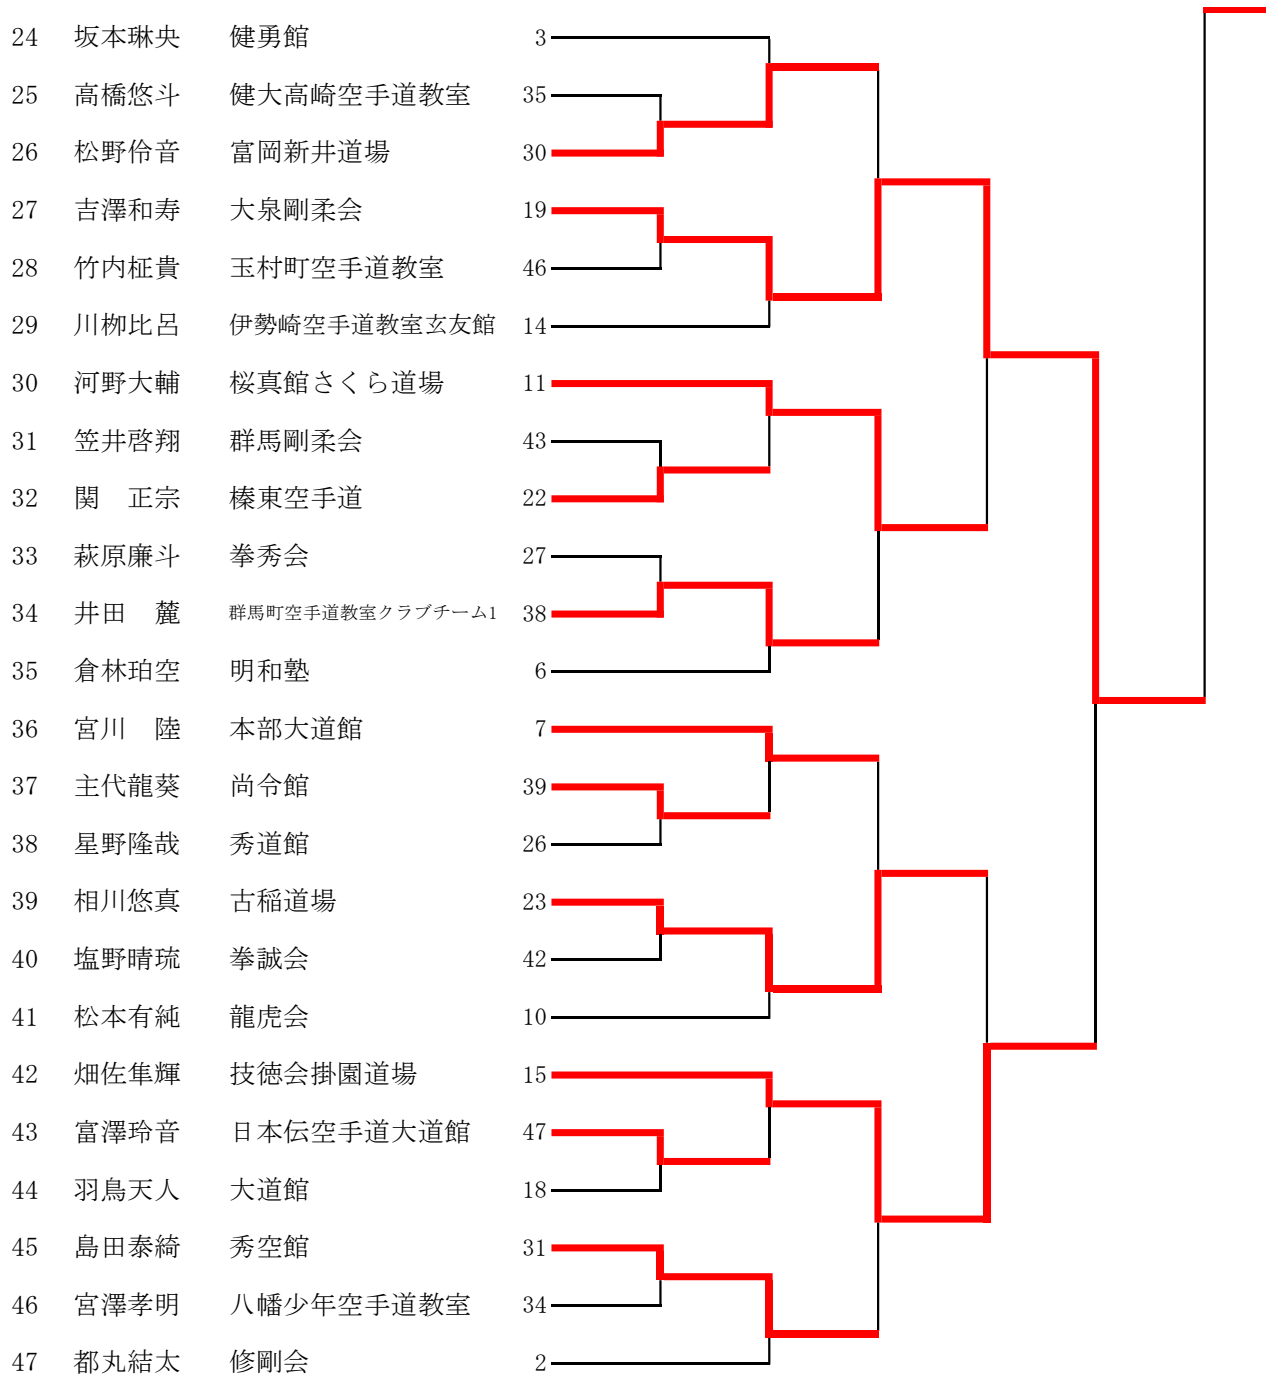 24 坂本琳央 健勇館 3
25 高橋悠斗 健大高崎空手道教室 35
26 松野伶音 富岡新井道場 30
27 吉澤和寿 大泉剛柔会 19
28 竹内柾貴 玉村町空手道教室 46
29 川栁比呂 伊勢崎空手道教室玄友館 14
30 河野大輔 桜真館さくら道場 11
31 笠井啓翔 群馬剛柔会 43
32 関　正宗 榛東空手道 22
33 萩原廉斗 拳秀会 27
34 井田　麓 群馬町空手道教室クラブチーム1 38
35 倉林珀空 明和塾 6
36 宮川　陸 本部大道館 7
37 主代龍葵 尚令館 39
38 星野隆哉 秀道館 26
39 相川悠真 古稲道場 23
40 塩野晴琉 拳誠会 42
41 松本有純 龍虎会 10
42 畑佐隼輝 技徳会掛園道場 15
43 富澤玲音 日本伝空手道大道館 47
44 羽鳥天人 大道館 18
45 島田泰綺 秀空館 31
46 宮澤孝明 八幡少年空手道教室 34
47 都丸結太 修剛会 2